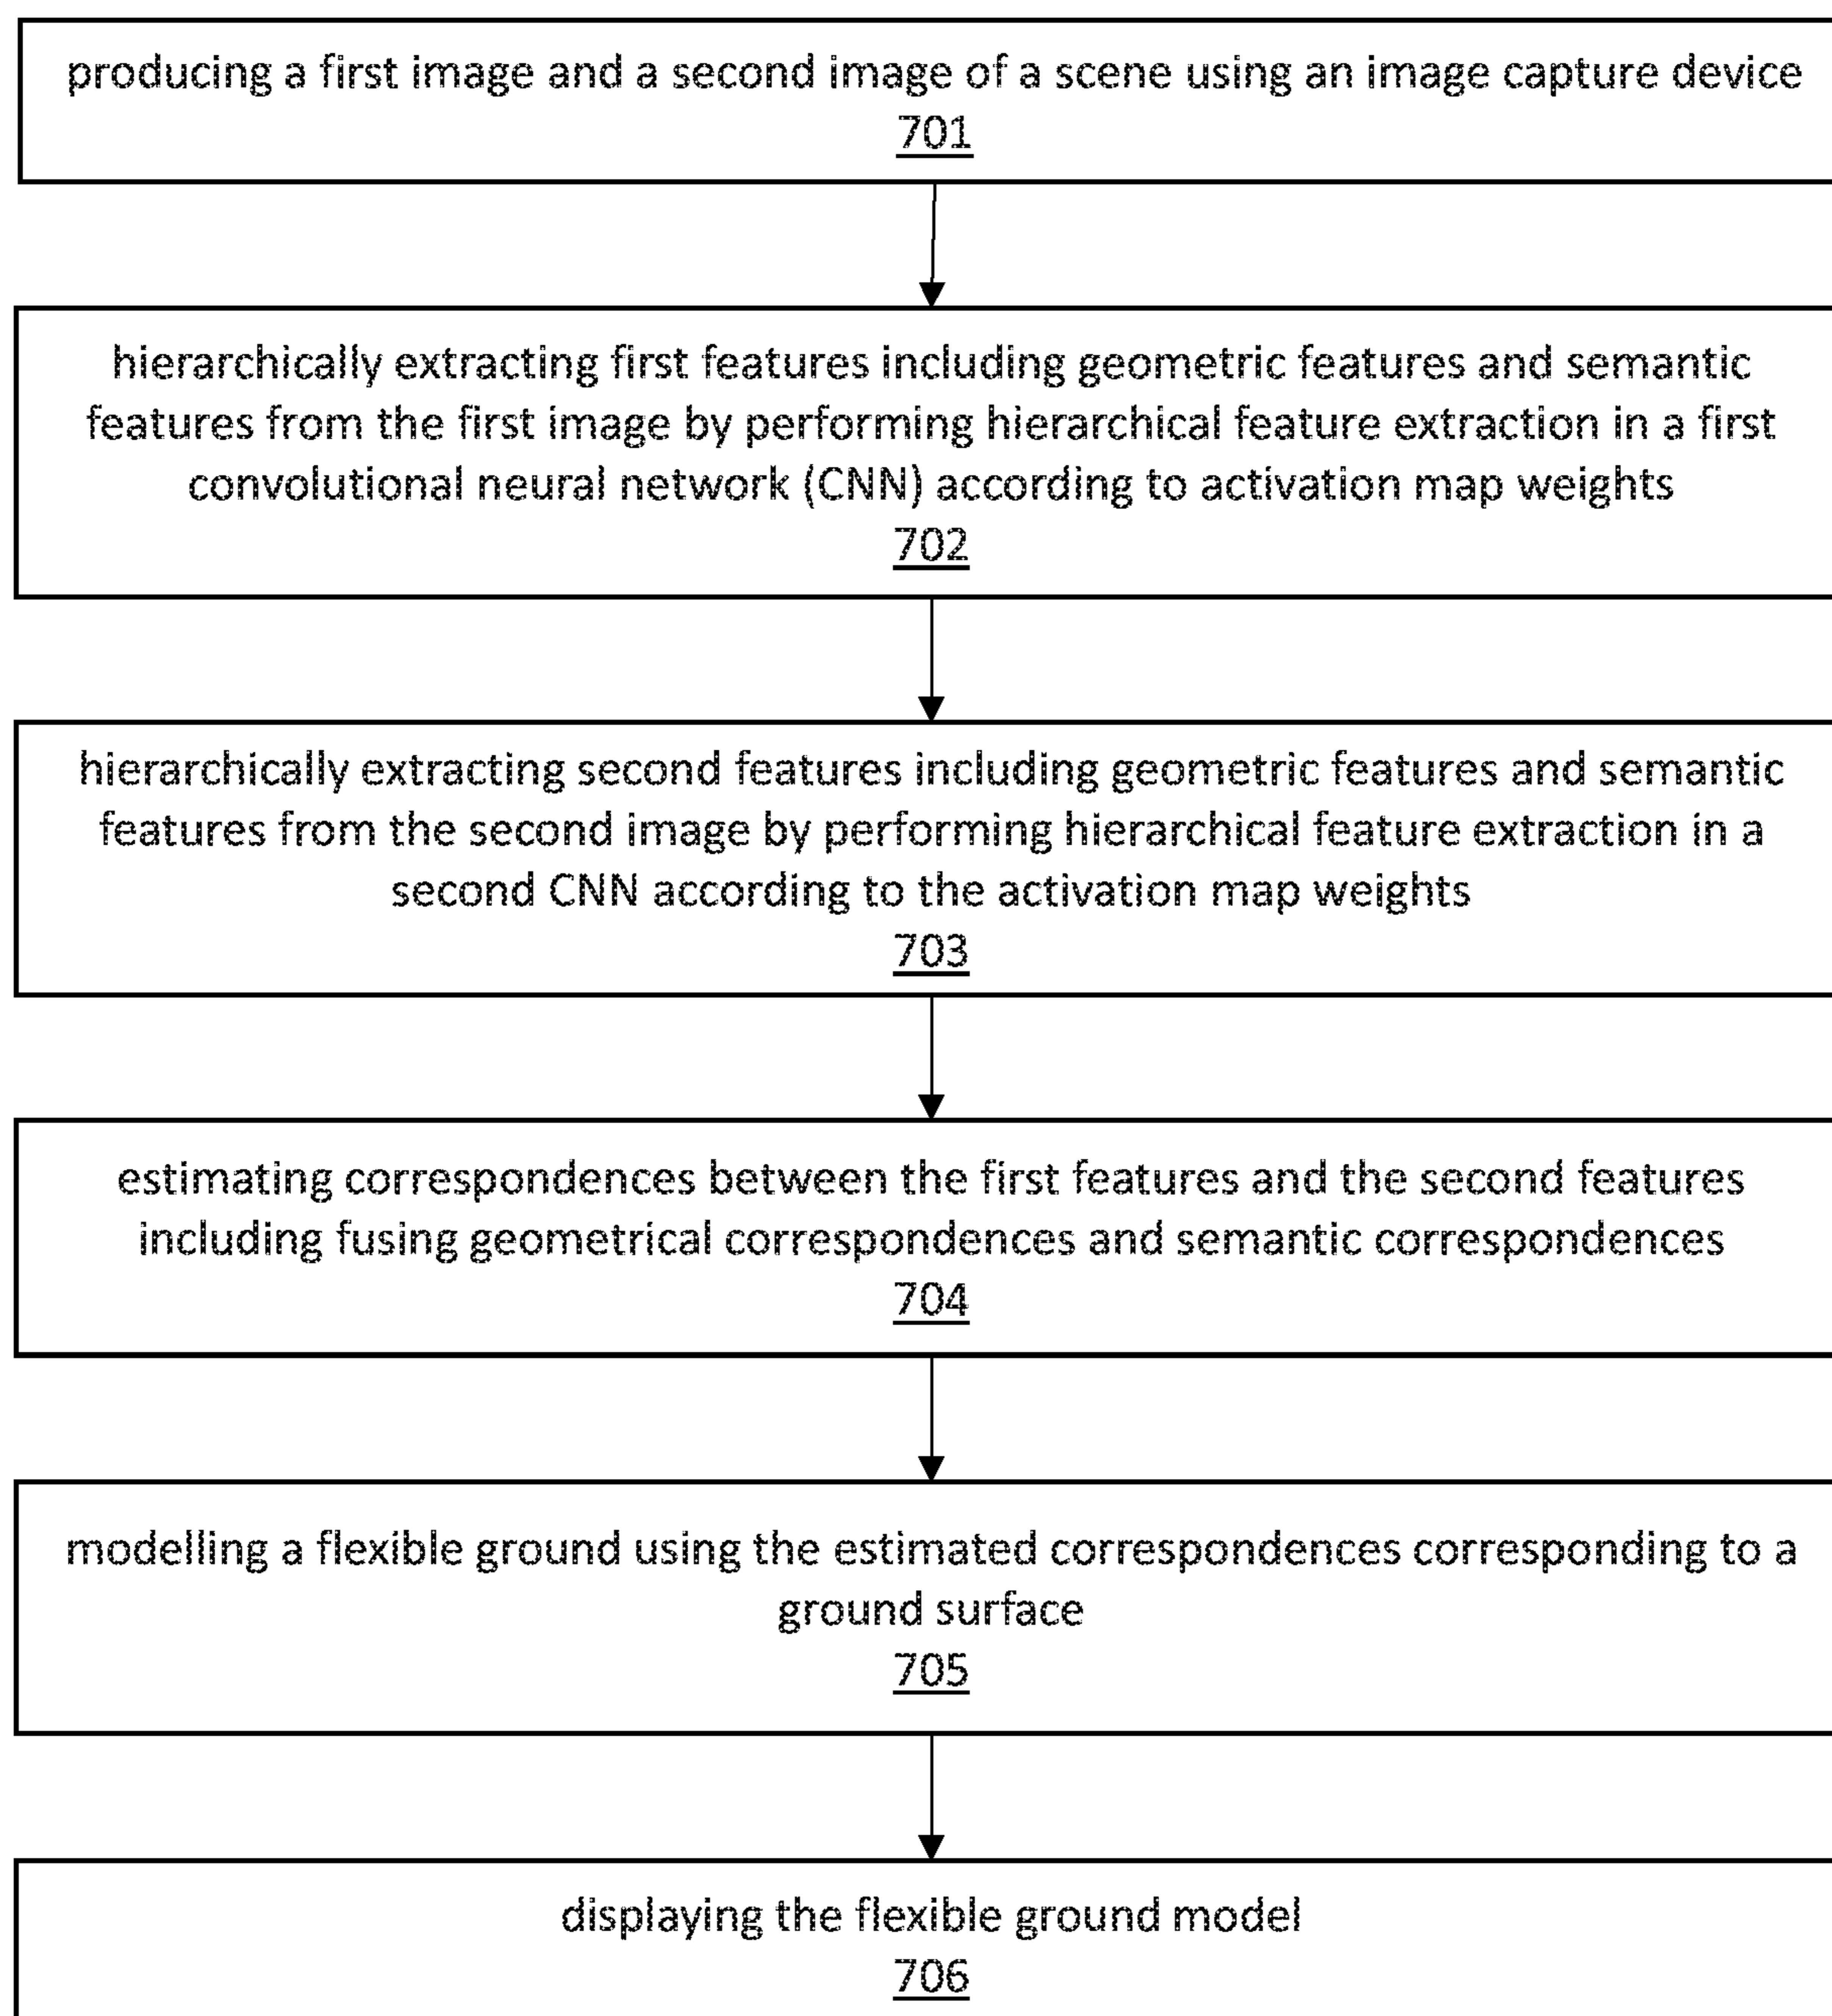 producing a first image and a second image of a scene using an image capture device
701
hierarchically extracting first features including geometric features and semantic
features from the first image by performing hierarchical feature extraction in a first
convolutional neural network (CNN) according to activation map weights
702
hierarchically extracting second features including geometric features and semantic
features from the second image by performing hierarchical feature extraction in a
second CNN according to the activation map weights
703
estimating correspondences between the first features and the second features
including fusing geometrical correspondences and semantic correspondences
704
modelling a flexible ground using the estimated correspondences corresponding to a
ground surface
705
displaying the flexible ground model
706